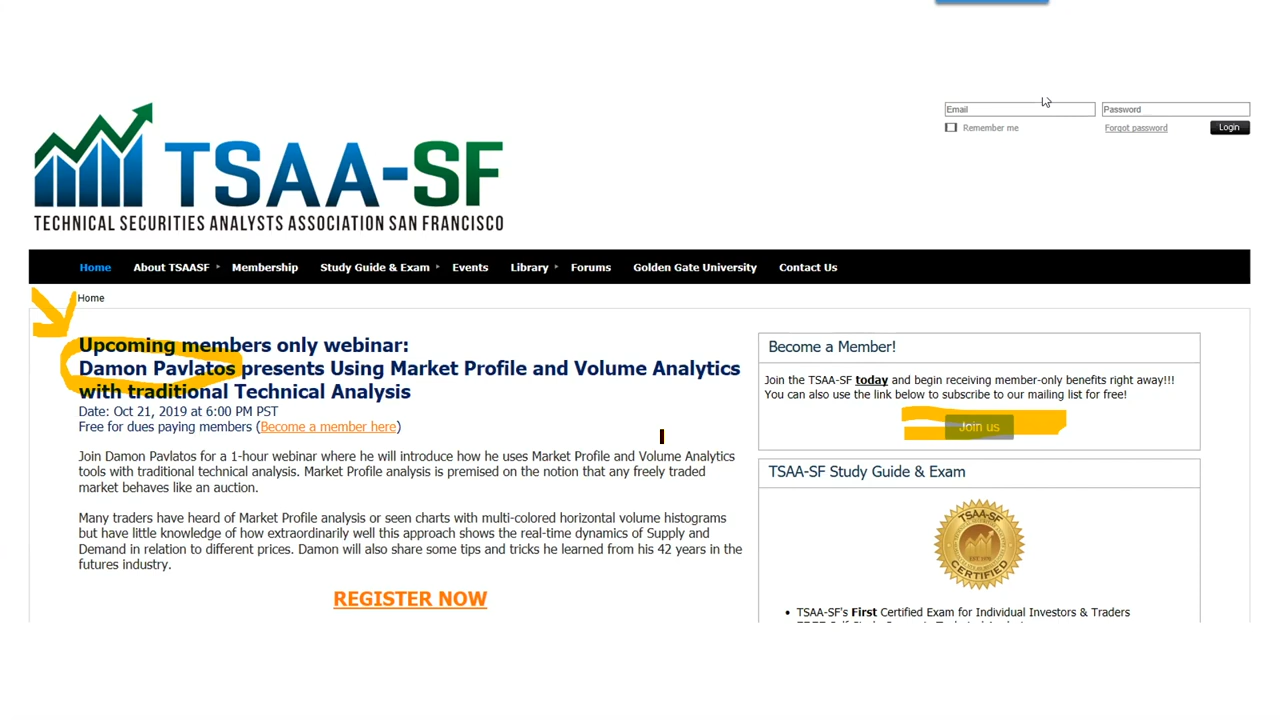 Email
Password
Remember me
Forgot password
Login
TSAA-SF
TECHNICAL SECURITIES ANALYSTS ASSOCIATION SAN FRANCISCO
Home About TSAASF Membership Study Guide & Exam Events Library Forums Golden Gate University Contact Us
Home
Upcoming members only webinar:
Damon Pavlatos presents Using Market Profile and Volume Analytics
with traditional Technical Analysis
Date: Oct 21, 2019 at 6:00 PM PST
Free for dues paying members (Become a member here)
Join Damon Pavlatos for a 1-hour webinar where he will introduce how he uses Market Profile and Volume Analytics
tools with traditional technical analysis. Market Profile analysis is premised on the notion that any freely traded
market behaves like an auction.
Many traders have heard of Market Profile analysis or seen charts with multi-colored horizontal volume histograms
but have little knowledge of how extraordinarily well this approach shows the real-time dynamics of Supply and
Demand in relation to different prices. Damon will also share some tips and tricks he learned from his 42 years in the
futures industry.
REGISTER NOW
Become a Member!
Join the TSAA-SF today and begin receiving member-only benefits right away!!!
You can also use the link below to subscribe to our mailing list for free!
Join us
TSAA-SF Study Guide & Exam
TSAA-SF
CERTIFIED
• TSAA-SF's First Certified Exam for Individual Investors & Traders